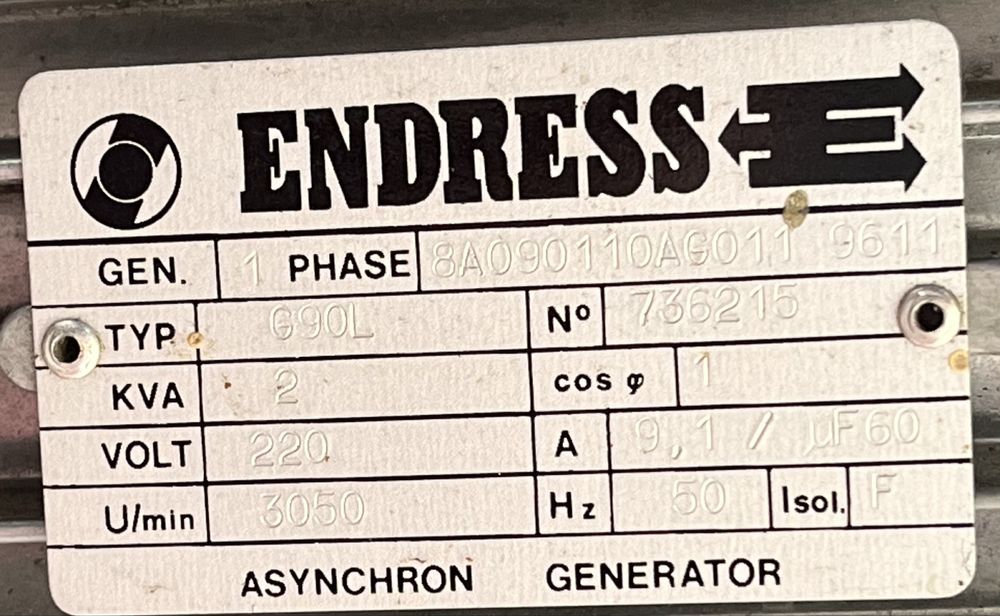 ENDRESS
GEN. 1 PHASE 8A090110AG011 9611
TYP G90L Nº 736215
KVA 2 cos φ 1
VOLT 220 A 9,1 / µF60
U/min 3050 Hz 50 Isol. F
ASYNCHRON GENERATOR